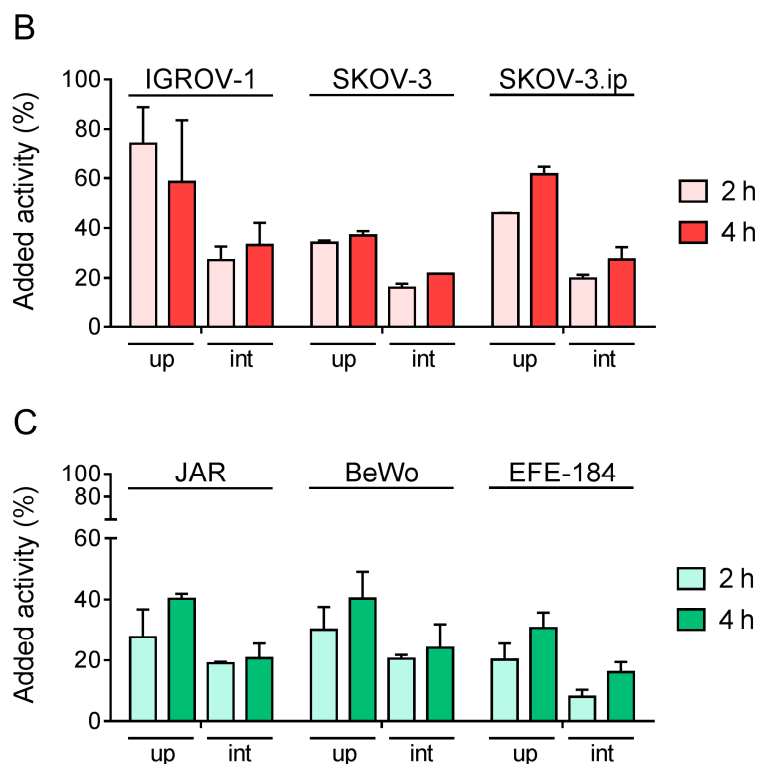 B
Added activity (%)
IGROV-1 SKOV-3 SKOV-3.ip
100
80
60
40
20
0
up int up int up int
2 h
4 h
C
Added activity (%)
JAR BeWo EFE-184
100
80
60
40
20
0
up int up int up int
2 h
4 h